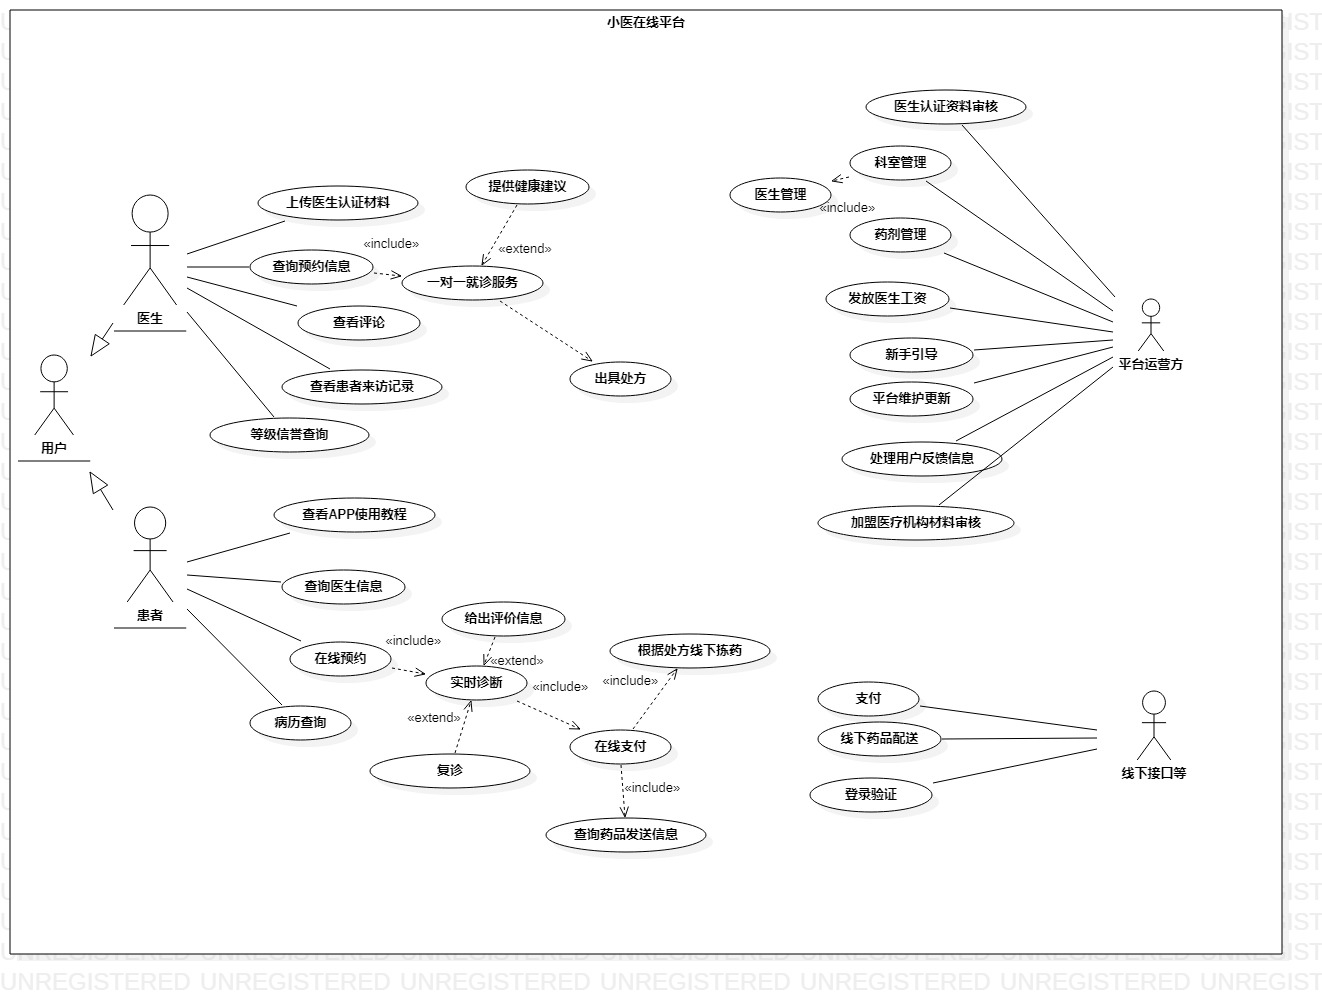 小医在线平台
医生认证资料审核
科室管理
提供健康建议
医生管理
上传医生认证材料
«include»
药剂管理
«include»
«extend»
查询预约信息
一对一就诊服务
发放医生工资
医生
查看评论
新手引导
平台运营方
出具处方
查看患者来访记录
平台维护更新
等级信誉查询
用户
处理用户反馈信息
查看APP使用教程
加盟医疗机构材料审核
查询医生信息
患者
给出评价信息
«include»
根据处方线下拣药
在线预约
«extend»
实时诊断
«include»
«include»
支付
«extend»
病历查询
线下药品配送
在线支付
复诊
线下接口等
«include»
登录验证
查询药品发送信息
UNREGISTERED UNREGISTERED UNREGISTERED UNREGISTERED UNREGISTERED UNREGISTERED UNREGIST